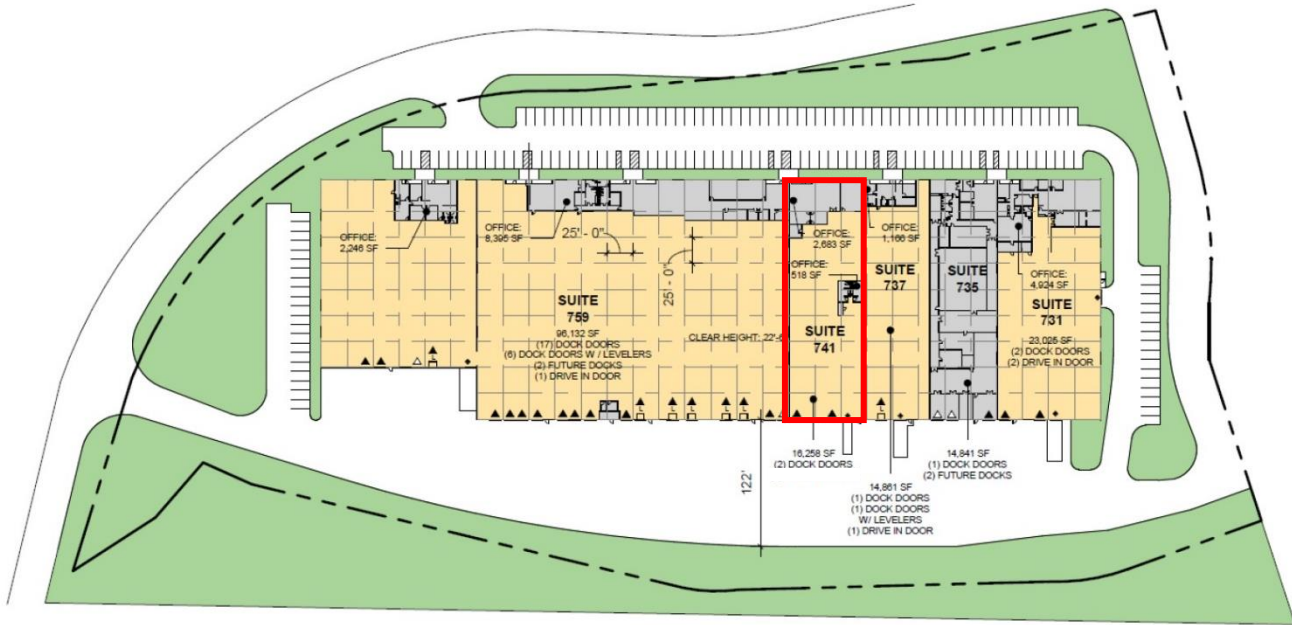 OFFICE:
2,246 SF
OFFICE:
8,395 SF
25' - 0"
25' - 0"
SUITE
759
96,132 SF
(17) DOCK DOORS
(6) DOCK DOORS W / LEVELERS
(2) FUTURE DOCKS
(1) DRIVE IN DOOR
CLEAR HEIGHT: 22'-6
OFFICE:
2,683 SF
OFFICE:
518 SF
SUITE
741
16,258 SF
(2) DOCK DOORS
OFFICE:
1,166 SF
SUITE
737
14,861 SF
(1) DOCK DOORS
(1) DOCK DOORS
W/ LEVELERS
(1) DRIVE IN DOOR
SUITE
735
14,841 SF
(1) DOCK DOORS
(2) FUTURE DOCKS
OFFICE:
4,924 SF
SUITE
731
23,025 SF
(2) DOCK DOORS
(2) DRIVE IN DOOR
122'